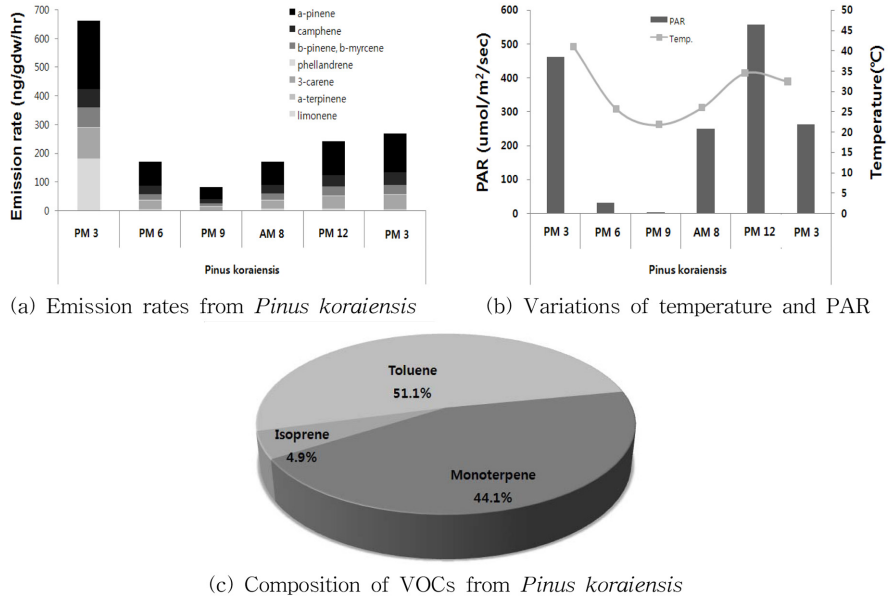 Emission rate (ng/gdw/hr)
700
600
500
400
300
200
100
0
a-pinene
camphene
b-pinene, b-myrcene
phellandrene
3-carene
a-terpinene
limonene
PM 3 PM 6 PM 9 AM 8 PM 12 PM 3
Pinus koraiensis
(a) Emission rates from Pinus koraiensis
PAR (umol/m²/sec)
600
500
400
300
200
100
0
PAR
Temp.
50
45
40
35
30
25
20
15
10
5
0
Temperature(℃)
PM 3 PM 6 PM 9 AM 8 PM 12 PM 3
Pinus koraiensis
(b) Variations of temperature and PAR
Toluene
51.1%
Isoprene
4.9%
Monoterpene
44.1%
(c) Composition of VOCs from Pinus koraiensis